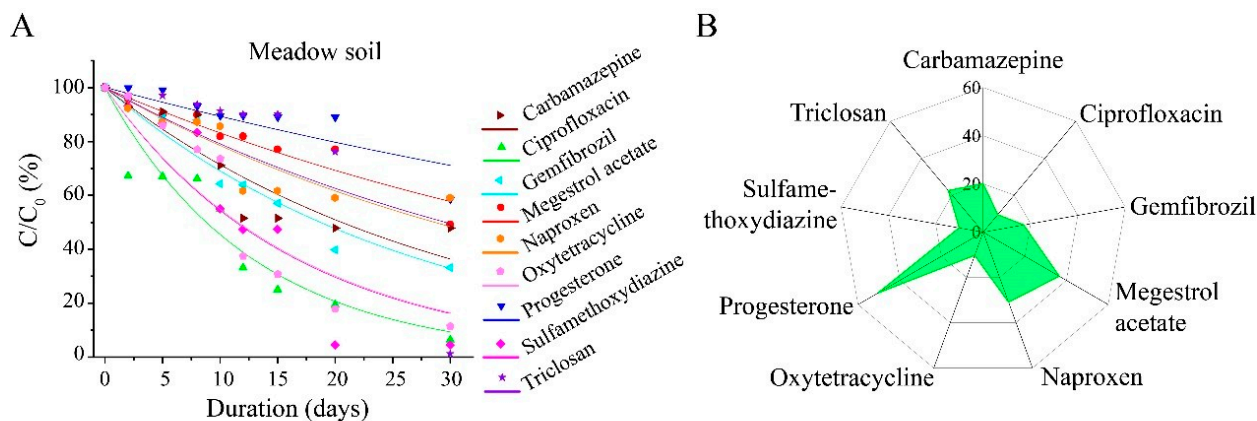 A
Meadow soil
C/C₀ (%)
100
80
60
40
20
0
0
5
10
15
20
25
30
Duration (days)
Carbamazepine
Ciprofloxacin
Gemfibrozil
Megestrol acetate
Naproxen
Oxytetracycline
Progesterone
Sulfamethoxydiazine
Triclosan
B
Carbamazepine
60
40
20
0
Ciprofloxacin
Gemfibrozil
Megestrol
acetate
Naproxen
Oxytetracycline
Progesterone
Sulfame-
thoxydiazine
Triclosan